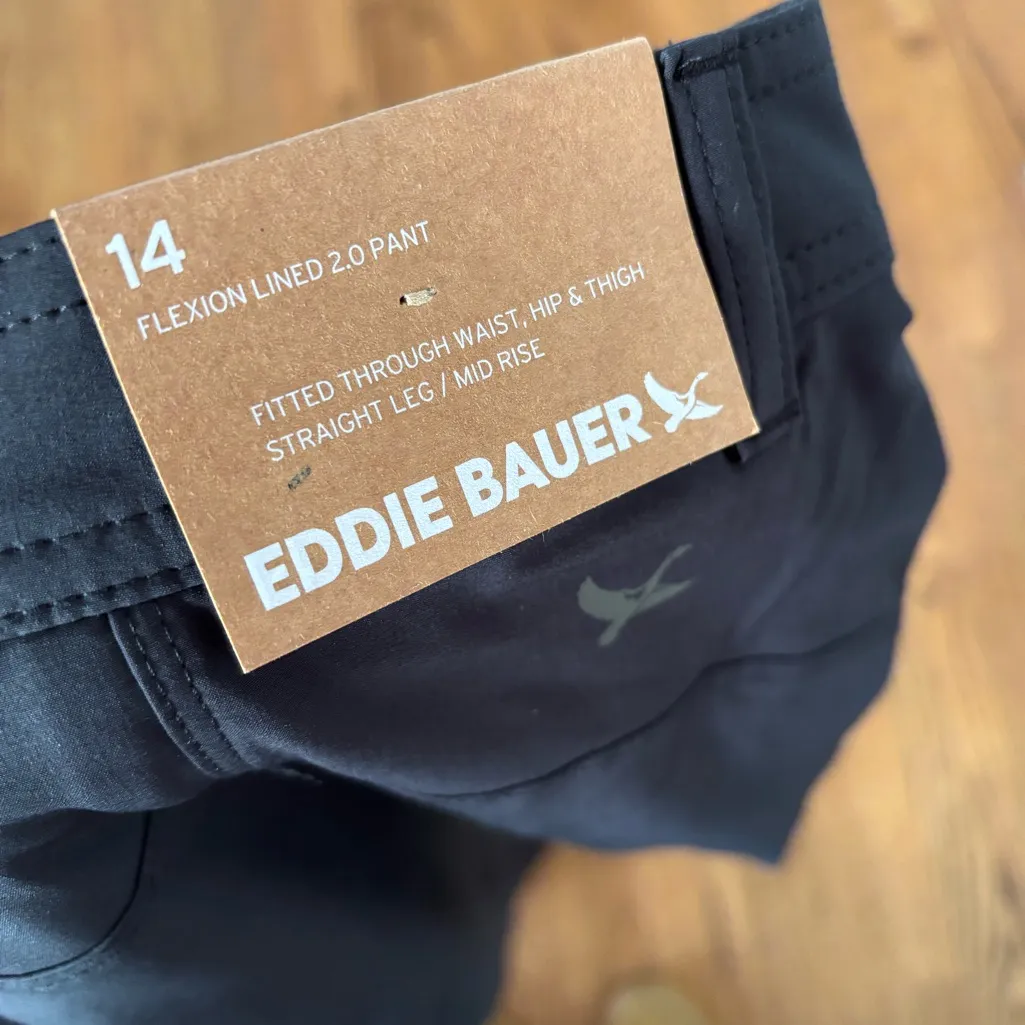 14
FLEXION LINED 2.0 PANT
FITTED THROUGH WAIST, HIP & THIGH
STRAIGHT LEG / MID RISE
EDDIE BAUER